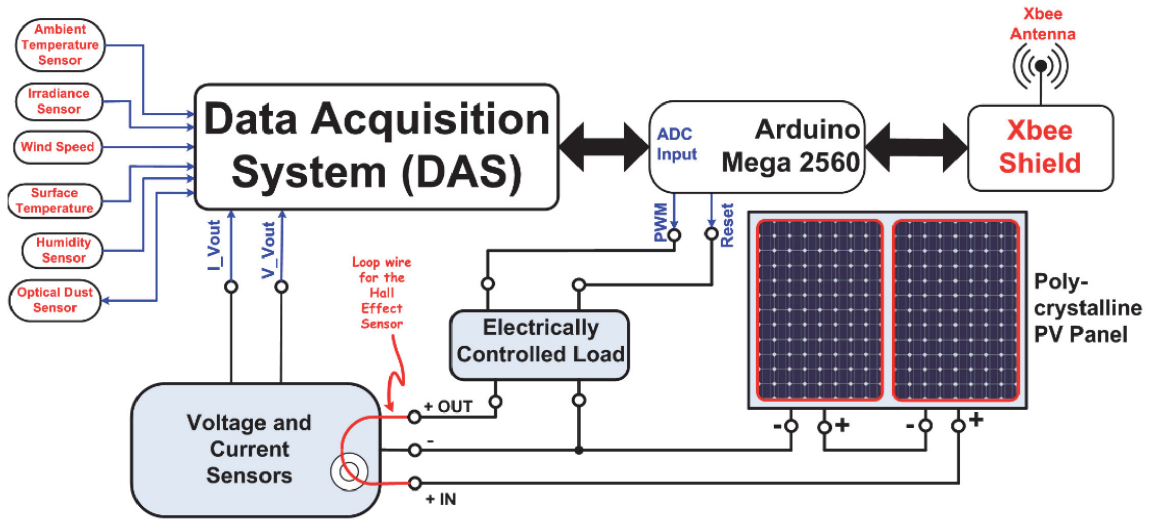 Ambient
Temperature
Sensor
Irradiance
Sensor
Wind Speed
Surface
Temperature
Humidity
Sensor
Optical Dust
Sensor
Data Acquisition
System (DAS)
I_Vout
V_Vout
ADC
Input
Arduino
Mega 2560
PWM
Reset
Xbee
Antenna
Xbee
Shield
Loop wire
for the
Hall
Effect
Sensor
Electrically
Controlled Load
Poly-
crystalline
PV Panel
- + - +
Voltage and
Current
Sensors
+ OUT
-
+ IN